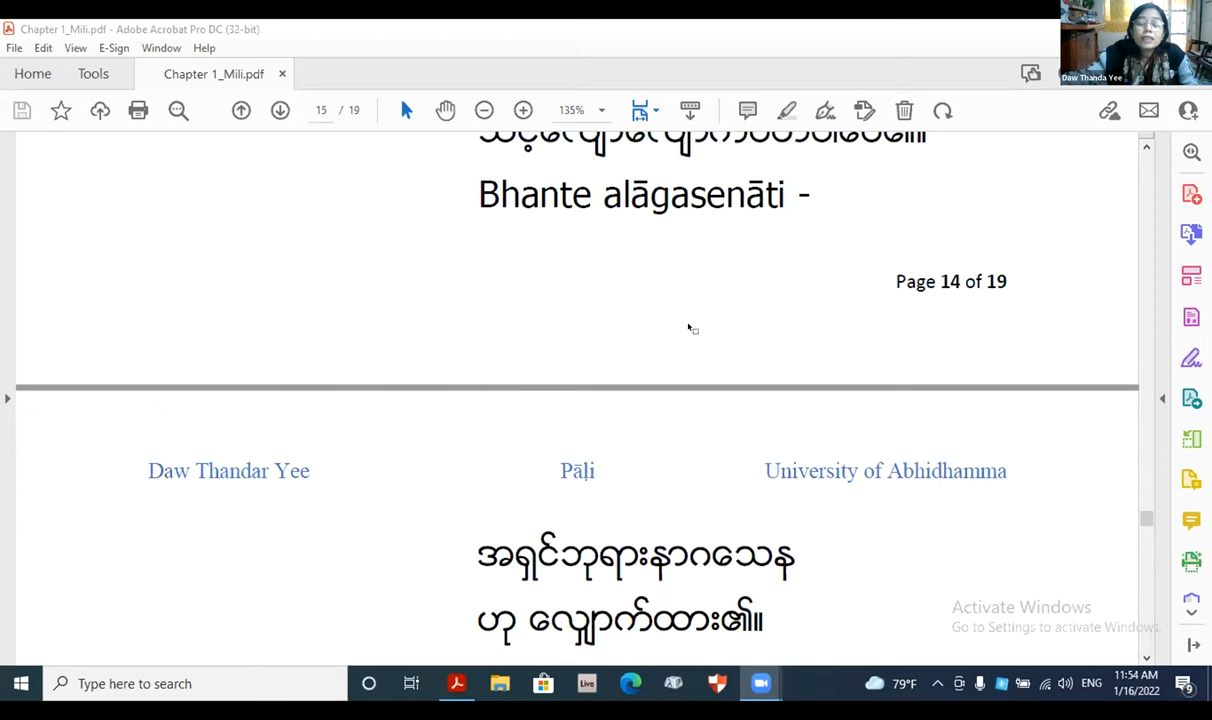 Chapter 1_Mili.pdf - Adobe Acrobat Pro DC (32-bit)
File Edit View E-Sign Window Help
Home Tools Chapter 1_Mili.pdf ×
15 / 19 135%
Daw Thanda Yee
Bhante alāgasenāti -
Page 14 of 19
Daw Thandar Yee Pāḷi University of Abhidhamma
အရှင်ဘုရားနာဂသေန
ဟု လျှောက်ထား၏။
Activate Windows
Go to Settings to activate Windows.
Type here to search
Live
79°F ENG 11:54 AM
1/16/2022
9